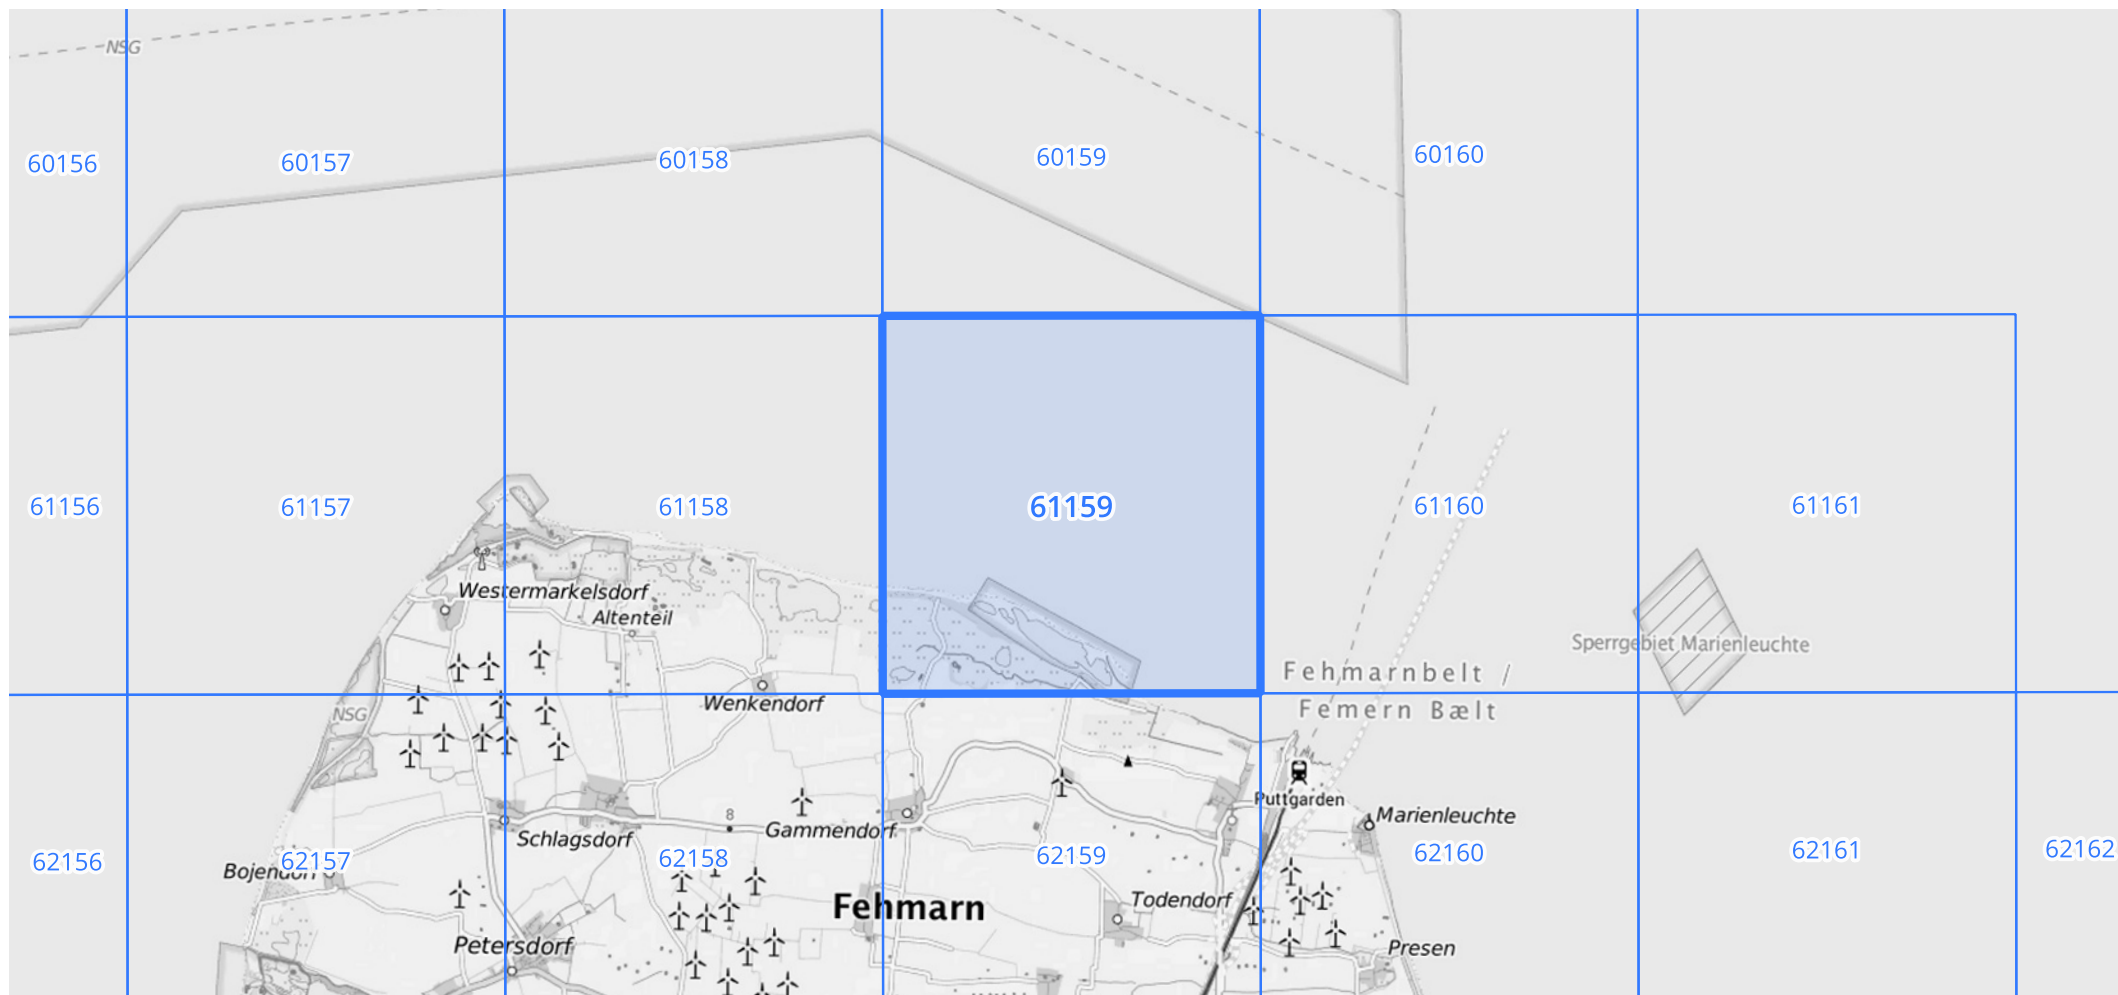 NSG
60156
60157
60158
60159
60160
61156
61157
61158
61159
61160
61161
Westermarkelsdorf
Altenteil
Sperrgebiet Marienleuchte
Fehmarnbelt /
Femern Bælt
Wenkendorf
NSG
Puttgarden
8
Gammendorf
Marienleuchte
Schlagsdorf
62156
62157
62158
62159
62160
62161
62162
Bojendorf
Fehmarn
Todendorf
Petersdorf
Presen